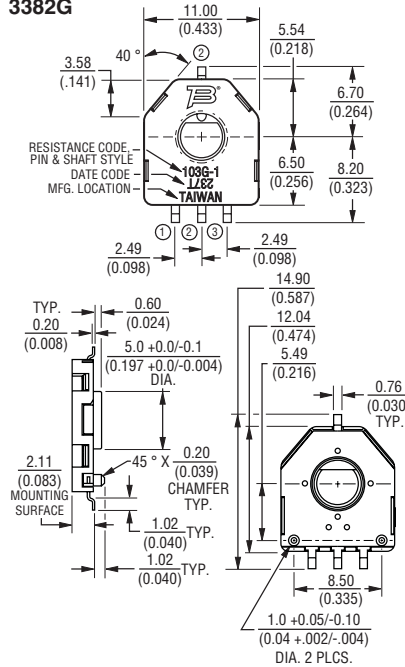 3382G
11.00
(0.433)
40 °
②
5.54
(0.218)
3.58
(.141)
6.70
(0.264)
RESISTANCE CODE,
PIN & SHAFT STYLE
DATE CODE
MFG. LOCATION
103G-1
237T
TAIWAN
6.50
(0.256)
8.20
(0.323)
① ② ③
2.49
(0.098)
2.49
(0.098)
14.90
(0.587)
12.04
(0.474)
5.49
(0.216)
TYP.
0.20
(0.008)
0.60
(0.024)
5.0 +0.0/-0.1
(0.197 +0.0/-0.004)
DIA.
0.76
(0.030)
TYP.
45 ° X 0.20
(0.039)
CHAMFER
TYP.
2.11
(0.083)
MOUNTING
SURFACE
1.02
(0.040)
TYP.
1.02
(0.040)
TYP.
8.50
(0.335)
1.0 +0.05/-0.10
(0.04 +.002/-.004)
DIA. 2 PLCS.